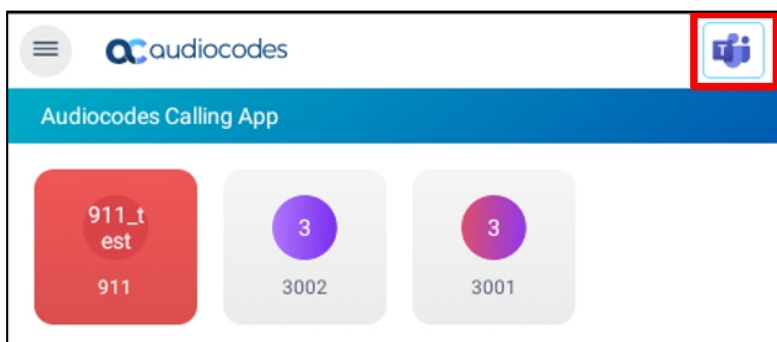 audiocodes
T
Audiocodes Calling App
911_t
est
911
3
3002
3
3001